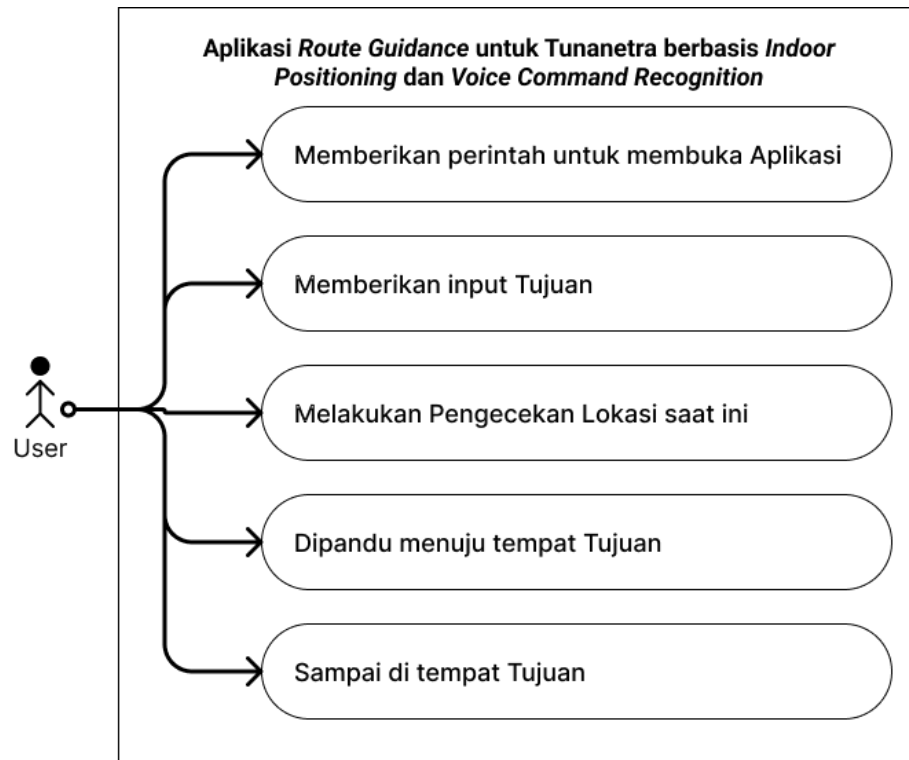 Aplikasi Route Guidance untuk Tunanetra berbasis Indoor
Positioning dan Voice Command Recognition
Memberikan perintah untuk membuka Aplikasi
Memberikan input Tujuan
Melakukan Pengecekan Lokasi saat ini
User
Dipandu menuju tempat Tujuan
Sampai di tempat Tujuan